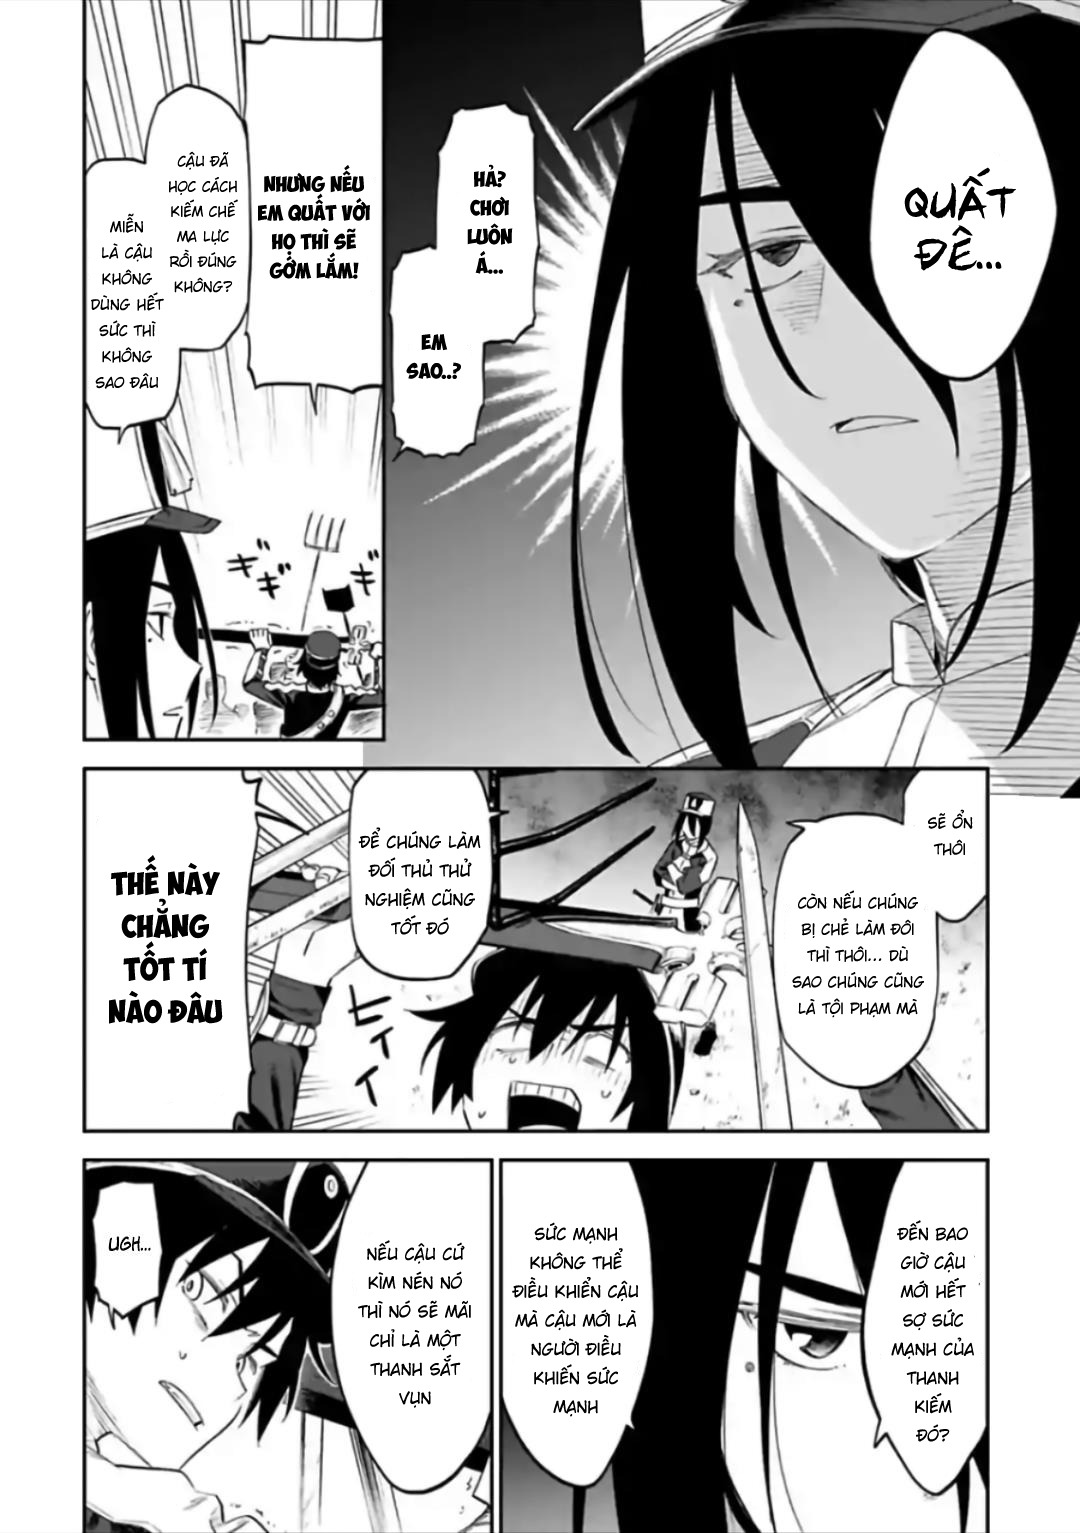 QUẤT
ĐÊ...
HẢ?
CHƠI
LUÔN
Á...
EM
SAO..?
NHƯNG NẾU
EM QUẤT VỚI
HỌ THÌ SẼ
GỚM LẮM!
CẬU ĐÃ
HỌC CÁCH
KIỀM CHẾ
MA LỰC
RỒI ĐÚNG
KHÔNG?
MIỄN
LÀ CẬU
KHÔNG
DÙNG HẾT
SỨC THÌ
KHÔNG
SAO ĐÂU
ギギ
ギギ
SẼ ỔN
THÔI
CÒN NẾU CHÚNG
BỊ CHẺ LÀM ĐÔI
THÌ THÔI... DÙ
SAO CHÚNG CŨNG
LÀ TỘI PHẠM MÀ
ĐỂ CHÚNG LÀM
ĐỐI THỦ THỬ
NGHIỆM CŨNG
TỐT ĐÓ
ヒィィ
THẾ NÀY
CHẲNG
TỐT TÍ
NÀO ĐÂU
ĐẾN BAO
GIỜ CẬU
MỚI HẾT
SỢ SỨC
MẠNH CỦA
THANH
KIẾM
ĐÓ?
SỨC MẠNH
KHÔNG THỂ
ĐIỀU KHIỂN CẬU
MÀ CẬU MỚI LÀ
NGƯỜI ĐIỀU
KHIẾN SỨC
MẠNH
NẾU CẬU CỨ
KÌM NÉN NÓ
THÌ NÓ SẼ MÃI
CHỈ LÀ MỘT
THANH SẮT
VỤN
UGH...